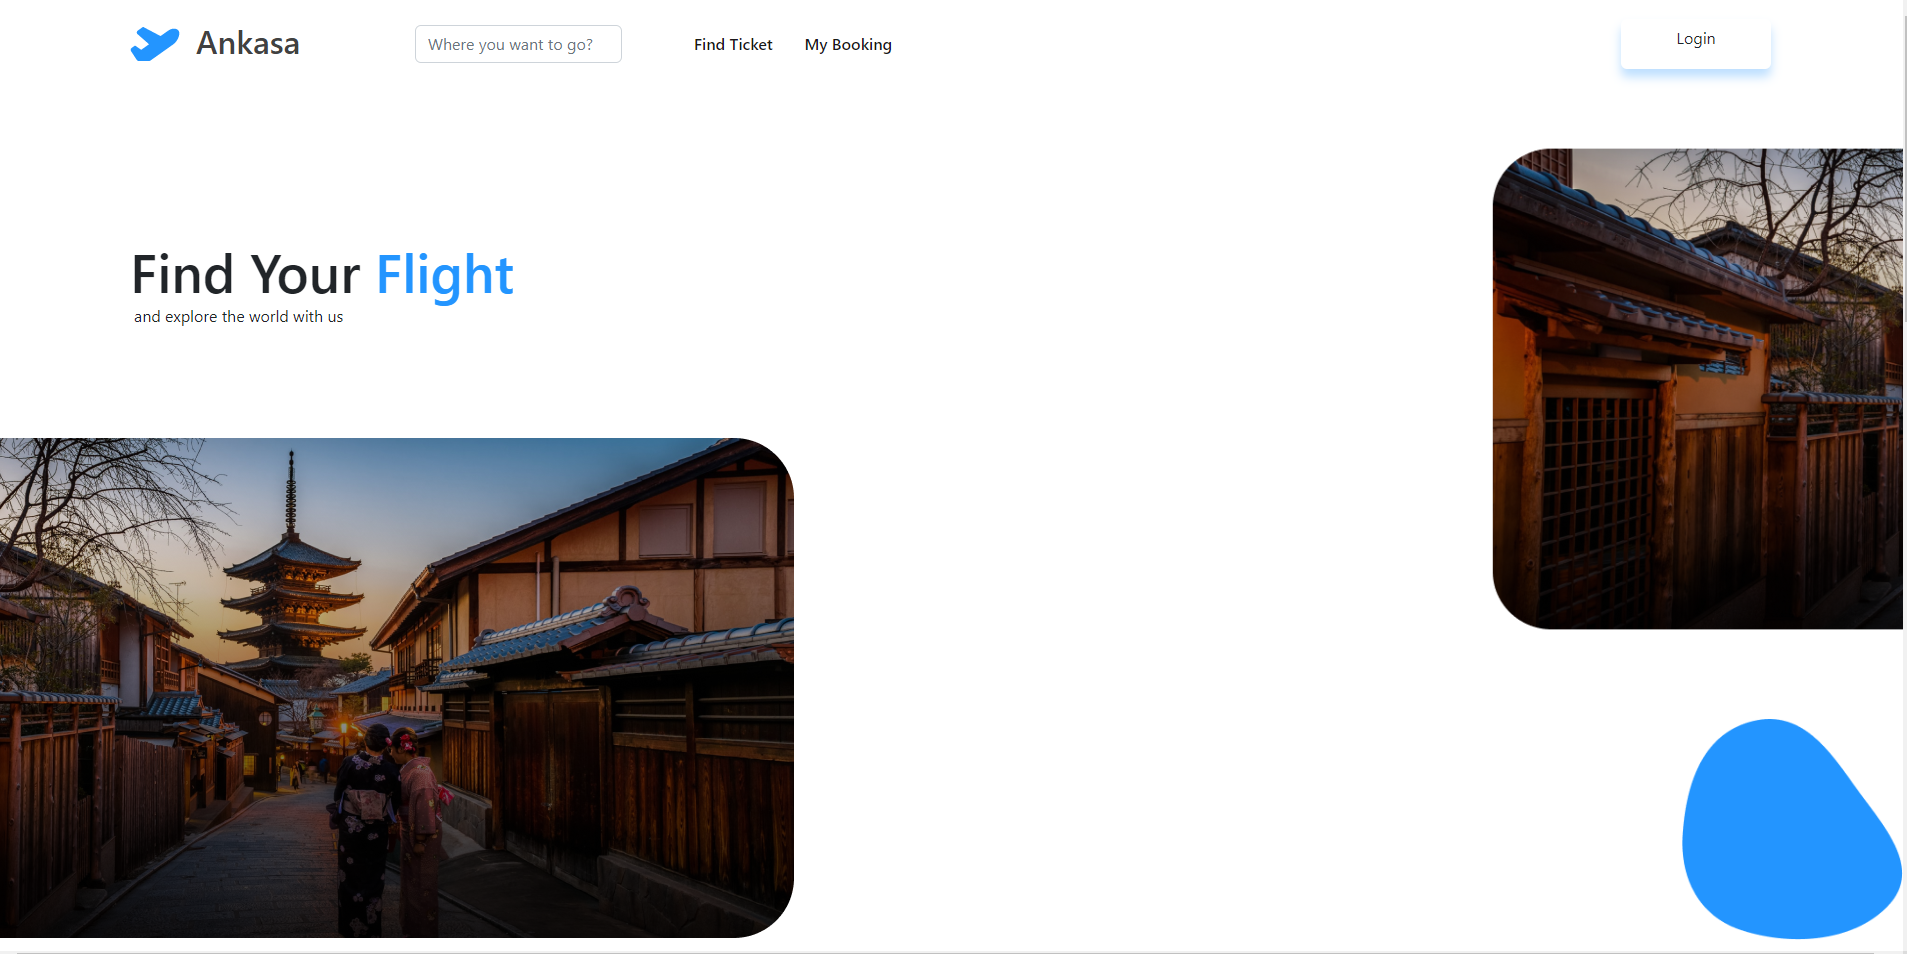 Ankasa
Where you want to go?
Find Ticket
My Booking
Login
Find Your Flight
and explore the world with us